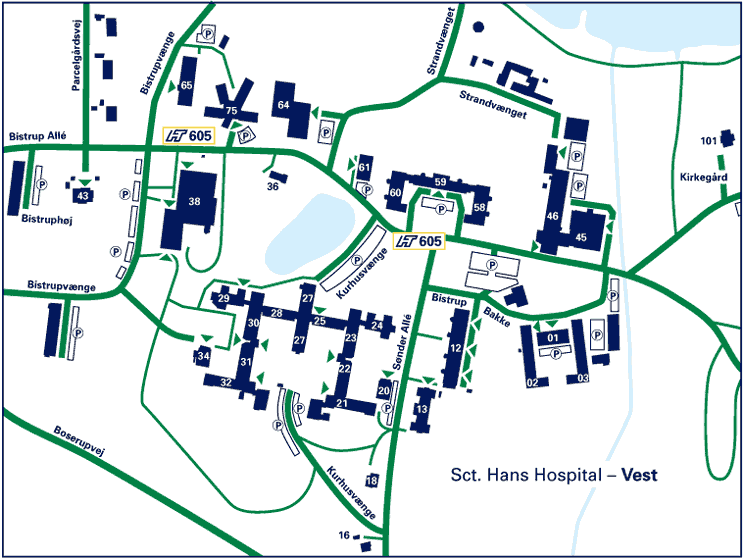 Parcelgårdsvej
Bistrupvænge
P
Strandvænget
65
75
64
Strandvænget
P
P
HT 605
Bistrup Allé
101
P
61
59
P
P
Kirkegård
43
P
36
38
60
P
58
46
45
Bistruphøj
P
HT 605
P
P
Bistrupvænge
Kurhusvænge
29
27
Bistrup
P
28
30
25
24
Bakke
P
P
27
23
Sønder Allé
12
01
P
34
31
P
22
32
20
02
03
21
P
13
P
P
Boserupvej
Kurhusvænge
18
Sct. Hans Hospital – Vest
16